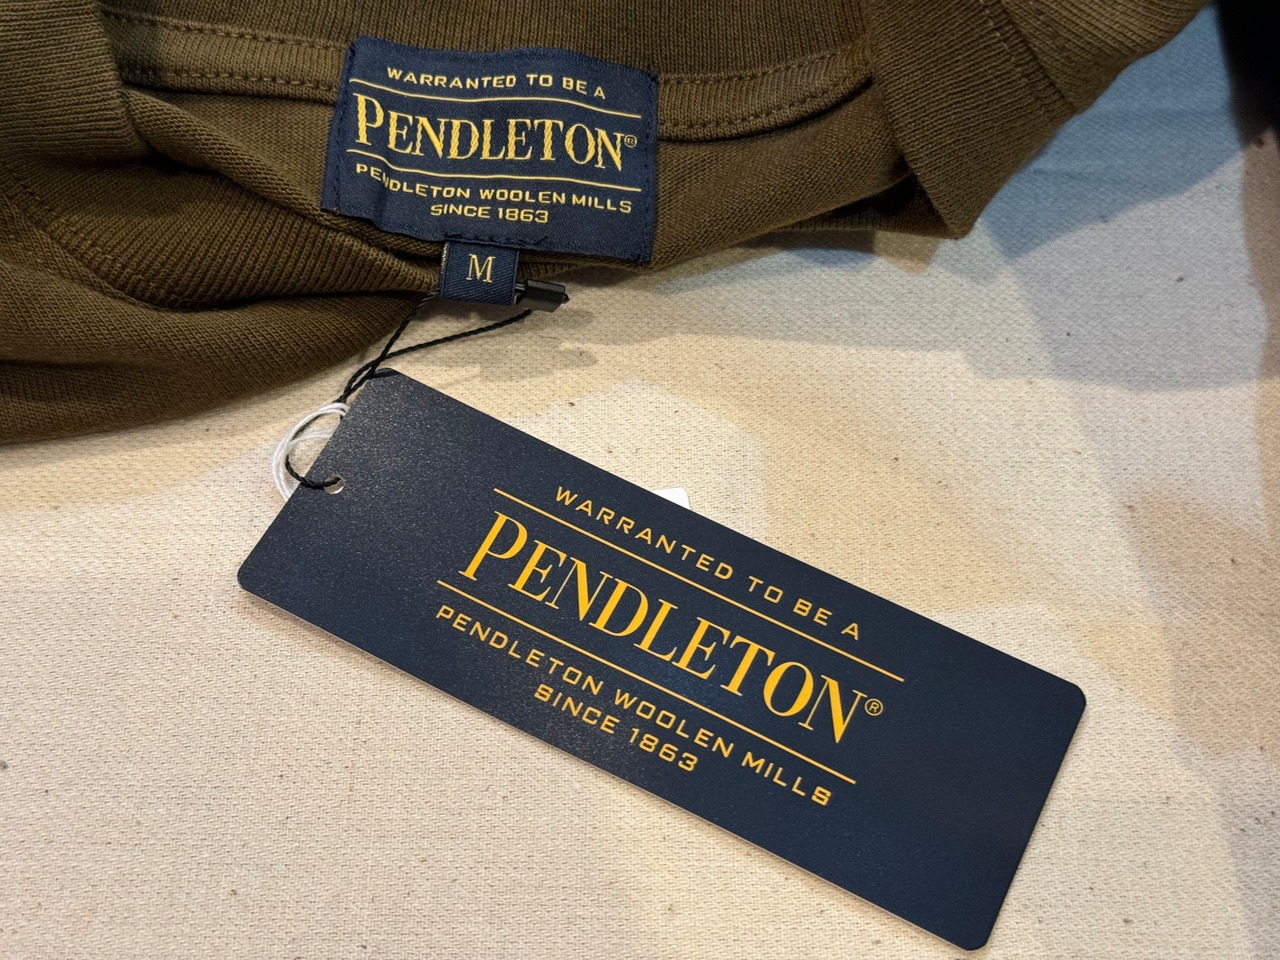 WARRANTED TO BE A
PENDLETON®
PENDLETON WOOLEN MILLS
SINCE 1863
M
WARRANTED TO BE A
PENDLETON®
PENDLETON WOOLEN MILLS
SINCE 1863